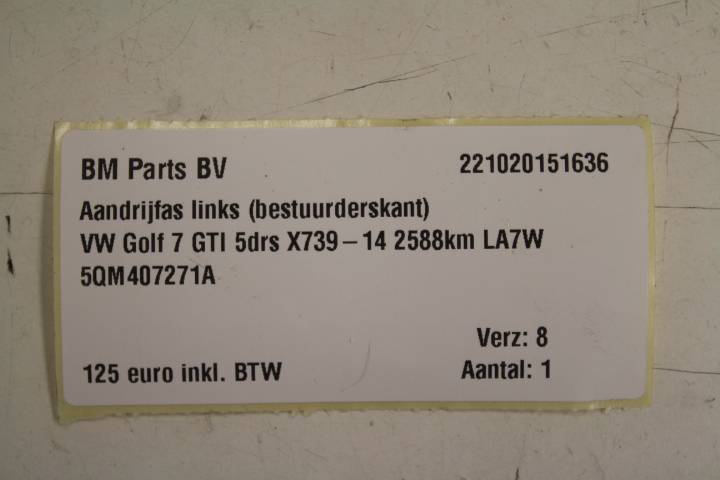 BM Parts BV 221020151636
Aandrijfas links (bestuurderskant)
VW Golf 7 GTI 5drs X739–14 2588km LA7W
5QM407271A
Verz: 8
125 euro inkl. BTW Aantal: 1